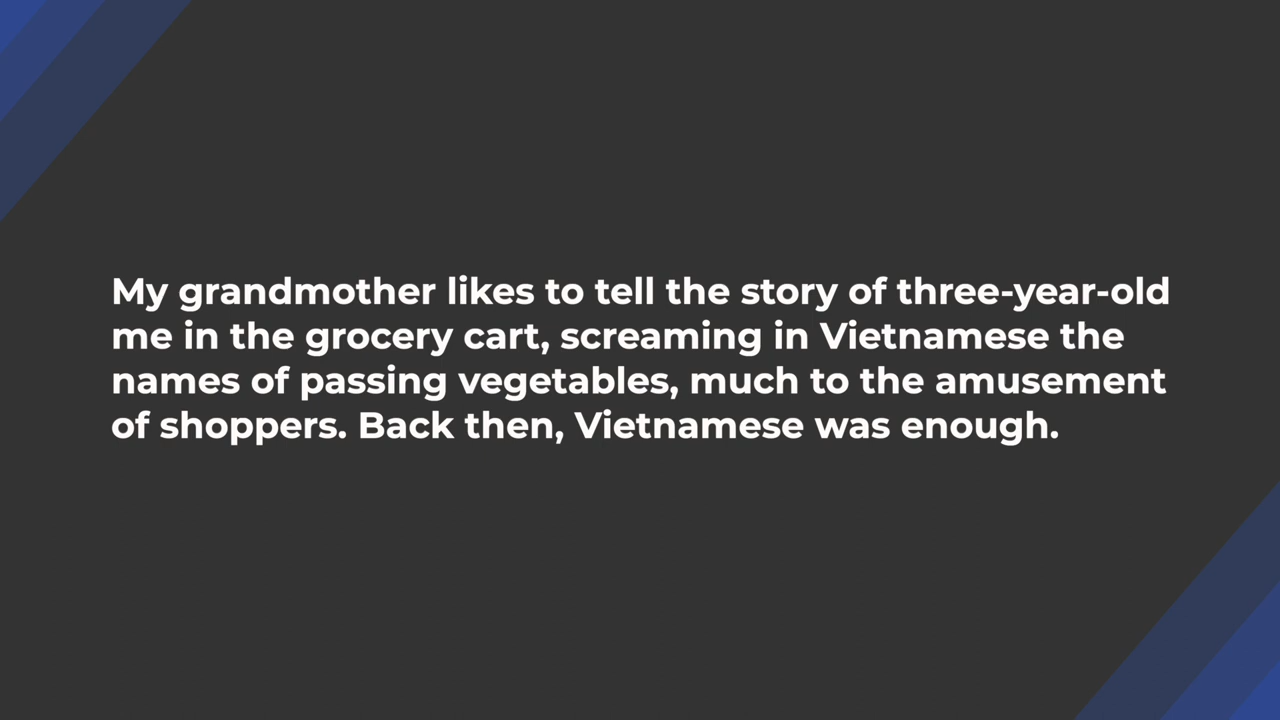 My grandmother likes to tell the story of three-year-old
me in the grocery cart, screaming in Vietnamese the
names of passing vegetables, much to the amusement
of shoppers. Back then, Vietnamese was enough.